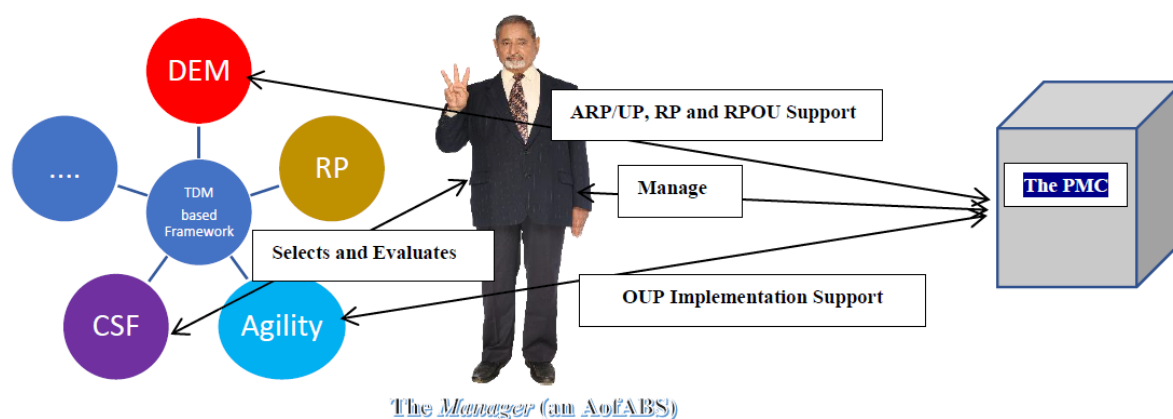 DEM
ARP/UP, RP and RPOU Support
....
RP
TDM
based
Framework
Manage
The PMC
Selects and Evaluates
CSF
Agility
OUP Implementation Support
The Manager (an AofABS)